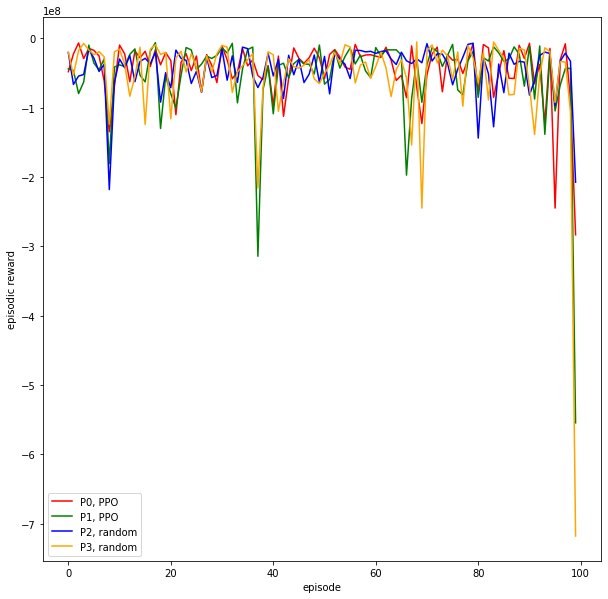 1e8
0
−1
−2
−3
−4
−5
−6
−7
episodic reward
P0, PPO
P1, PPO
P2, random
P3, random
0 20 40 60 80 100
episode